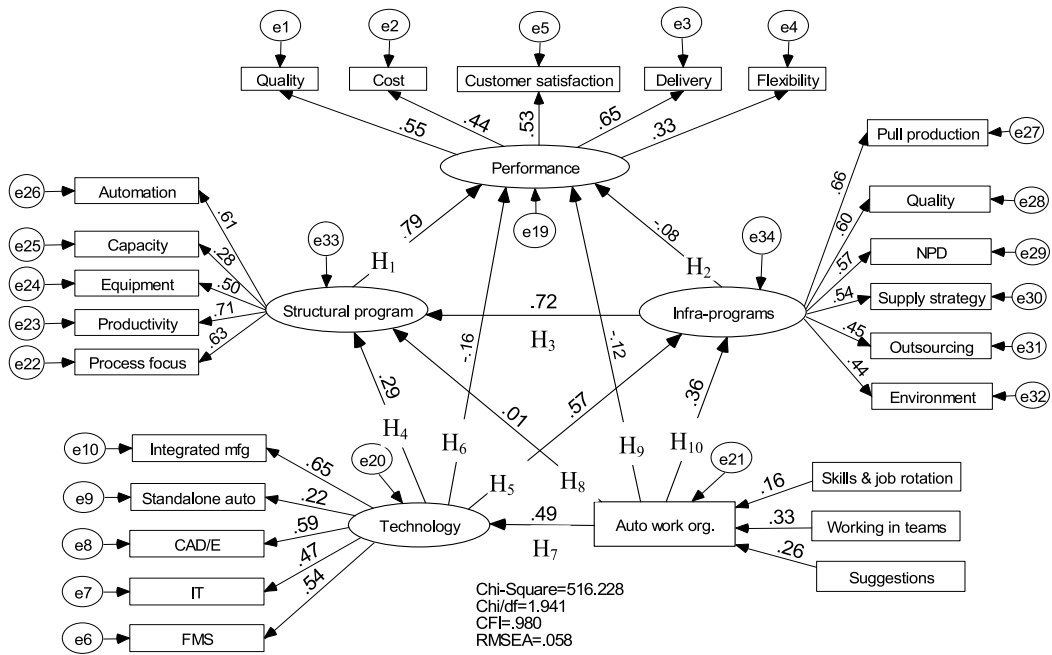 e1
e2
e5
e3
e4
Quality
Cost
Customer satisfaction
Delivery
Flexibility
.55
.44
.53
.65
.33
Performance
e19
e26
Automation
e25
Capacity
e24
Equipment
e23
Productivity
e22
Process focus
.61
.28
.50
.71
.63
e33
Structural program
.79
H1
-.08
H2
e34
Infra-programs
.72
H3
Pull production
e27
Quality
e28
NPD
e29
Supply strategy
e30
Outsourcing
e31
Environment
e32
.66
.60
.57
.54
.45
.44
.29
H4
-.16
H6
.01
H8
.57
H5
-.12
H9
.36
H10
e10
Integrated mfg
e9
Standalone auto
e8
CAD/E
e7
IT
e6
FMS
.65
.22
.59
.47
.54
e20
Technology
.49
H7
e21
Auto work org.
.16
Skills & job rotation
.33
Working in teams
.26
Suggestions
Chi-Square=516.228
Chi/df=1.941
CFI=.980
RMSEA=.058